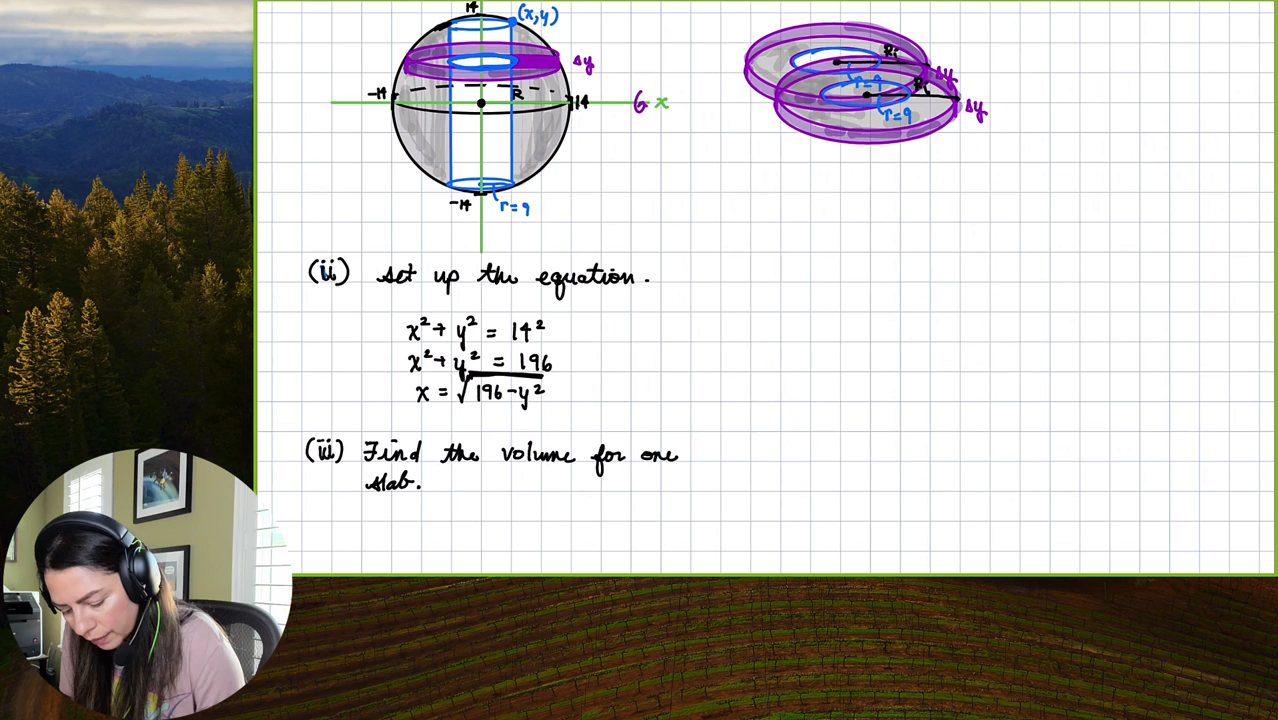 14
(x,y)
Δy
-14
R
14
x
-14
r=9
R
r=9
Δy
R
r=9
Δy
(ii) set up the equation.
x² + y² = 14²
x² + y² = 196
x = √196 - y²
(iii) Find the volume for one
slab.